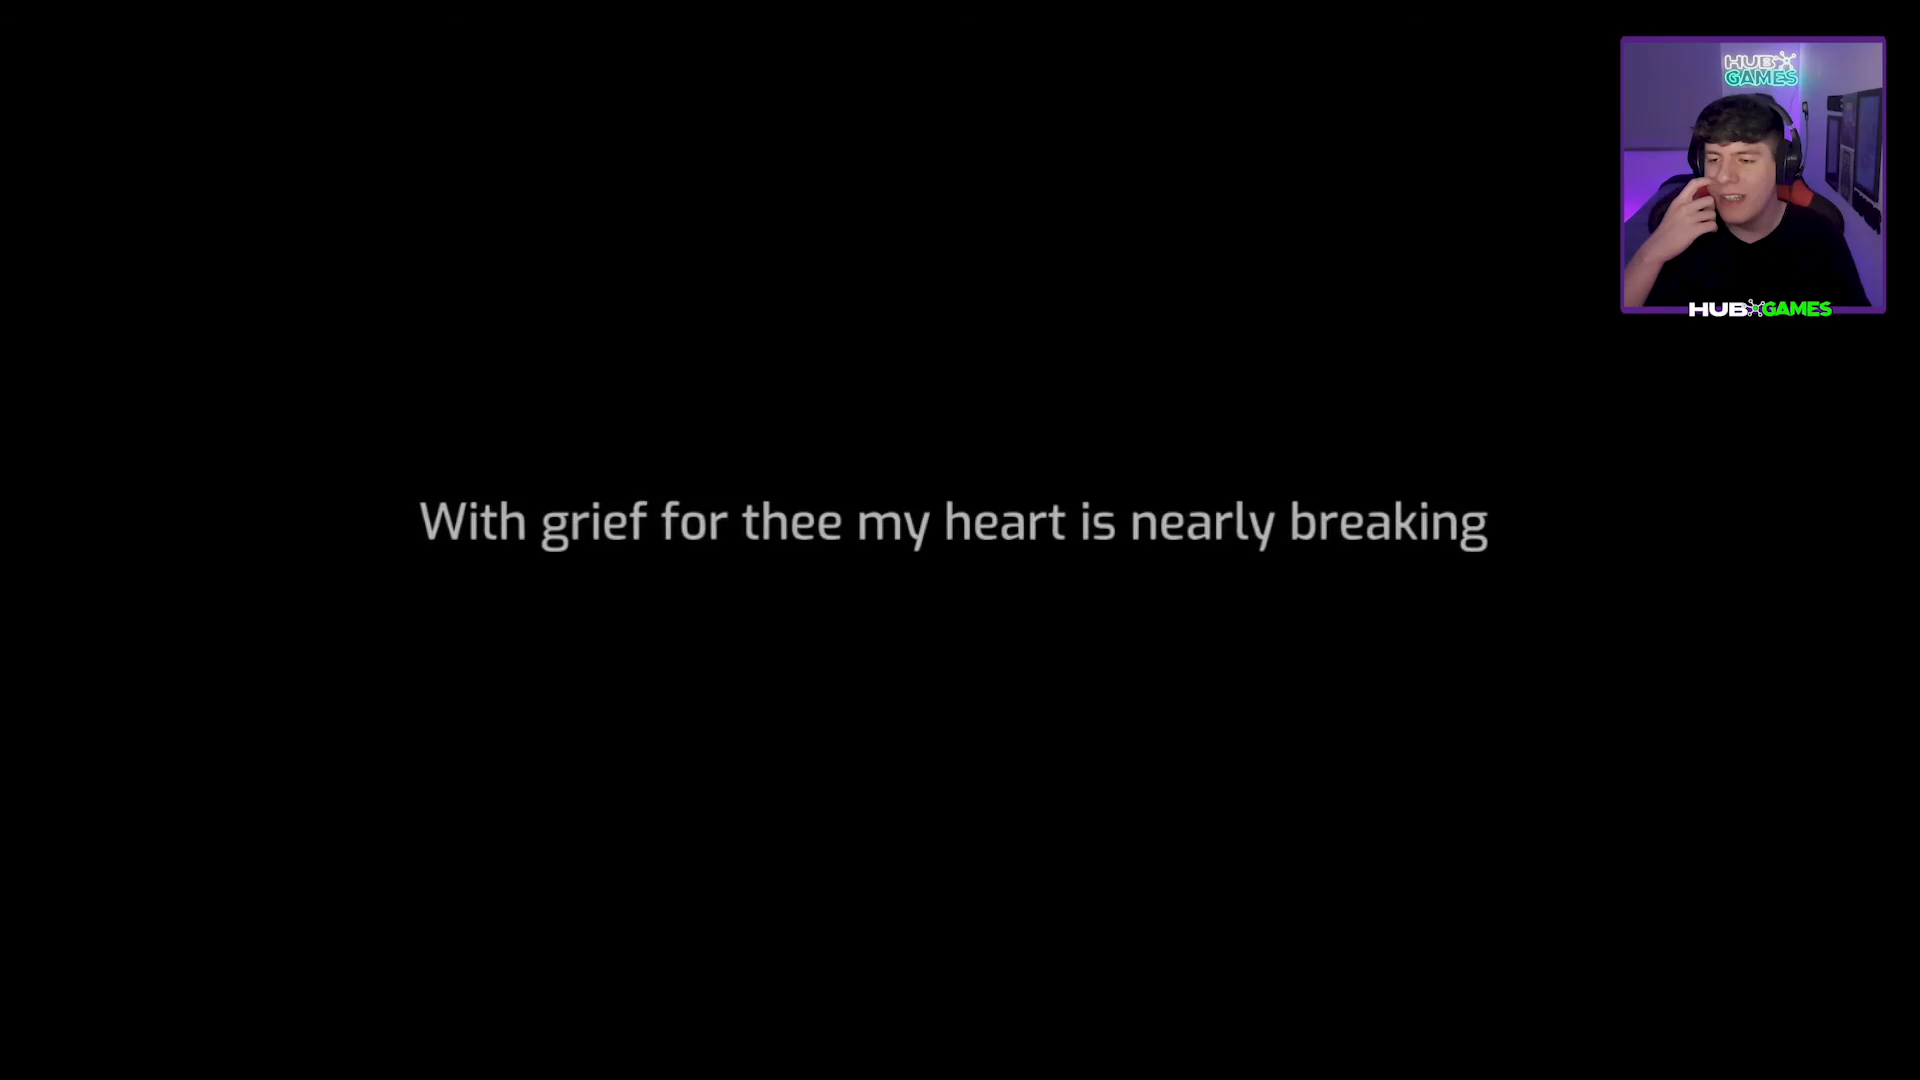 HUB
GAMES
HUB GAMES
With grief for thee my heart is nearly breaking